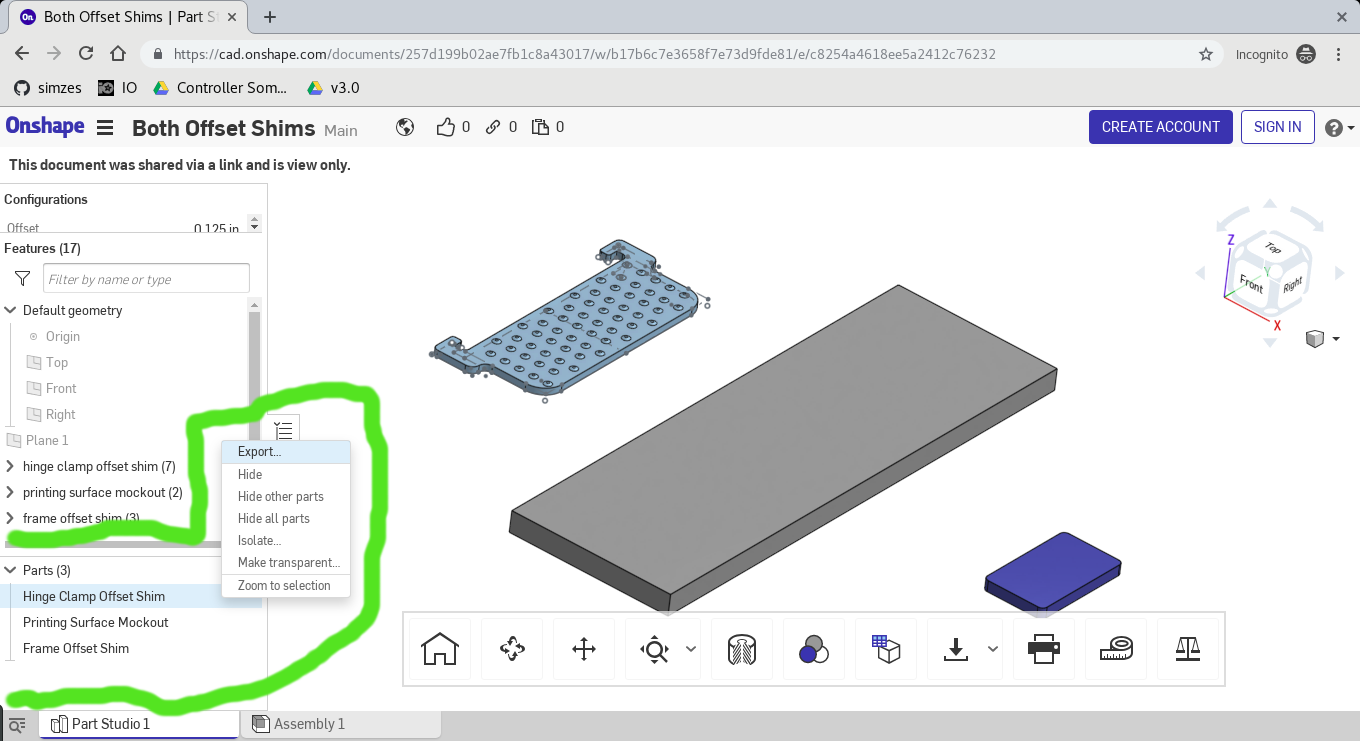 Both Offset Shims | Part S
https://cad.onshape.com/documents/257d199b02ae7fb1c8a43017/w/b17b6c7e3658f7e73d9fde81/e/c8254a4618ee5a2412c76232
Incognito
simzes
IO
Controller Som...
v3.0
Onshape
Both Offset Shims Main
0
0
0
CREATE ACCOUNT
SIGN IN
This document was shared via a link and is view only.
Configurations
Offset 0.125 in
Features (17)
Filter by name or type
Default geometry
Origin
Top
Front
Right
Plane 1
hinge clamp offset shim (7)
printing surface mockout (2)
frame offset shim (3)
Export...
Hide
Hide other parts
Hide all parts
Isolate...
Make transparent...
Zoom to selection
Parts (3)
Hinge Clamp Offset Shim
Printing Surface Mockout
Frame Offset Shim
Z
Top
Y
Front
Right
X
Part Studio 1
Assembly 1